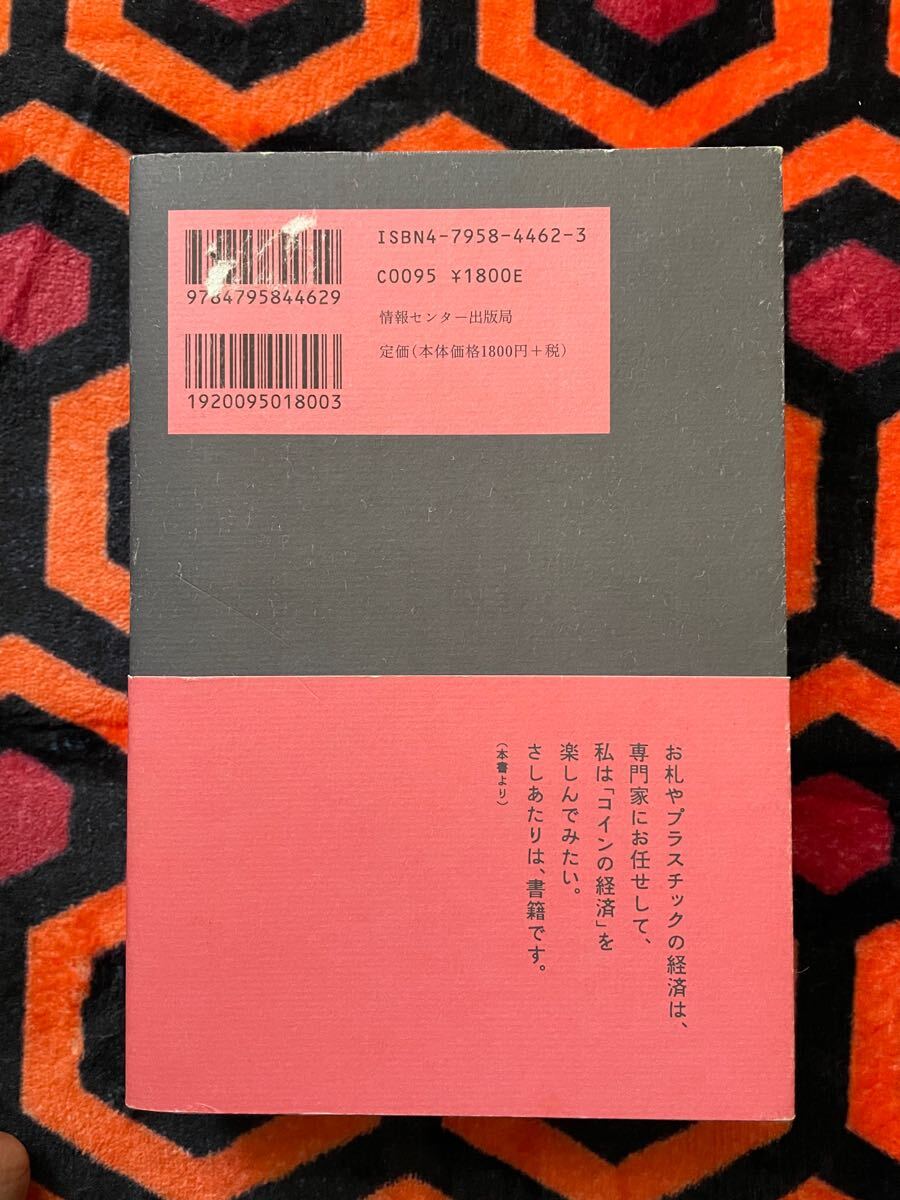 ISBN4-7958-4462-3
C0095 ¥1800E
9784795844629
情報センター出版局
定価(本体価格1800円+税)
1920095018003
お札やプラスチックの経済は、
専門家にお任せして、
私は「コインの経済」を
楽しんでみたい。
さしあたりは、書籍です。
(本書より)